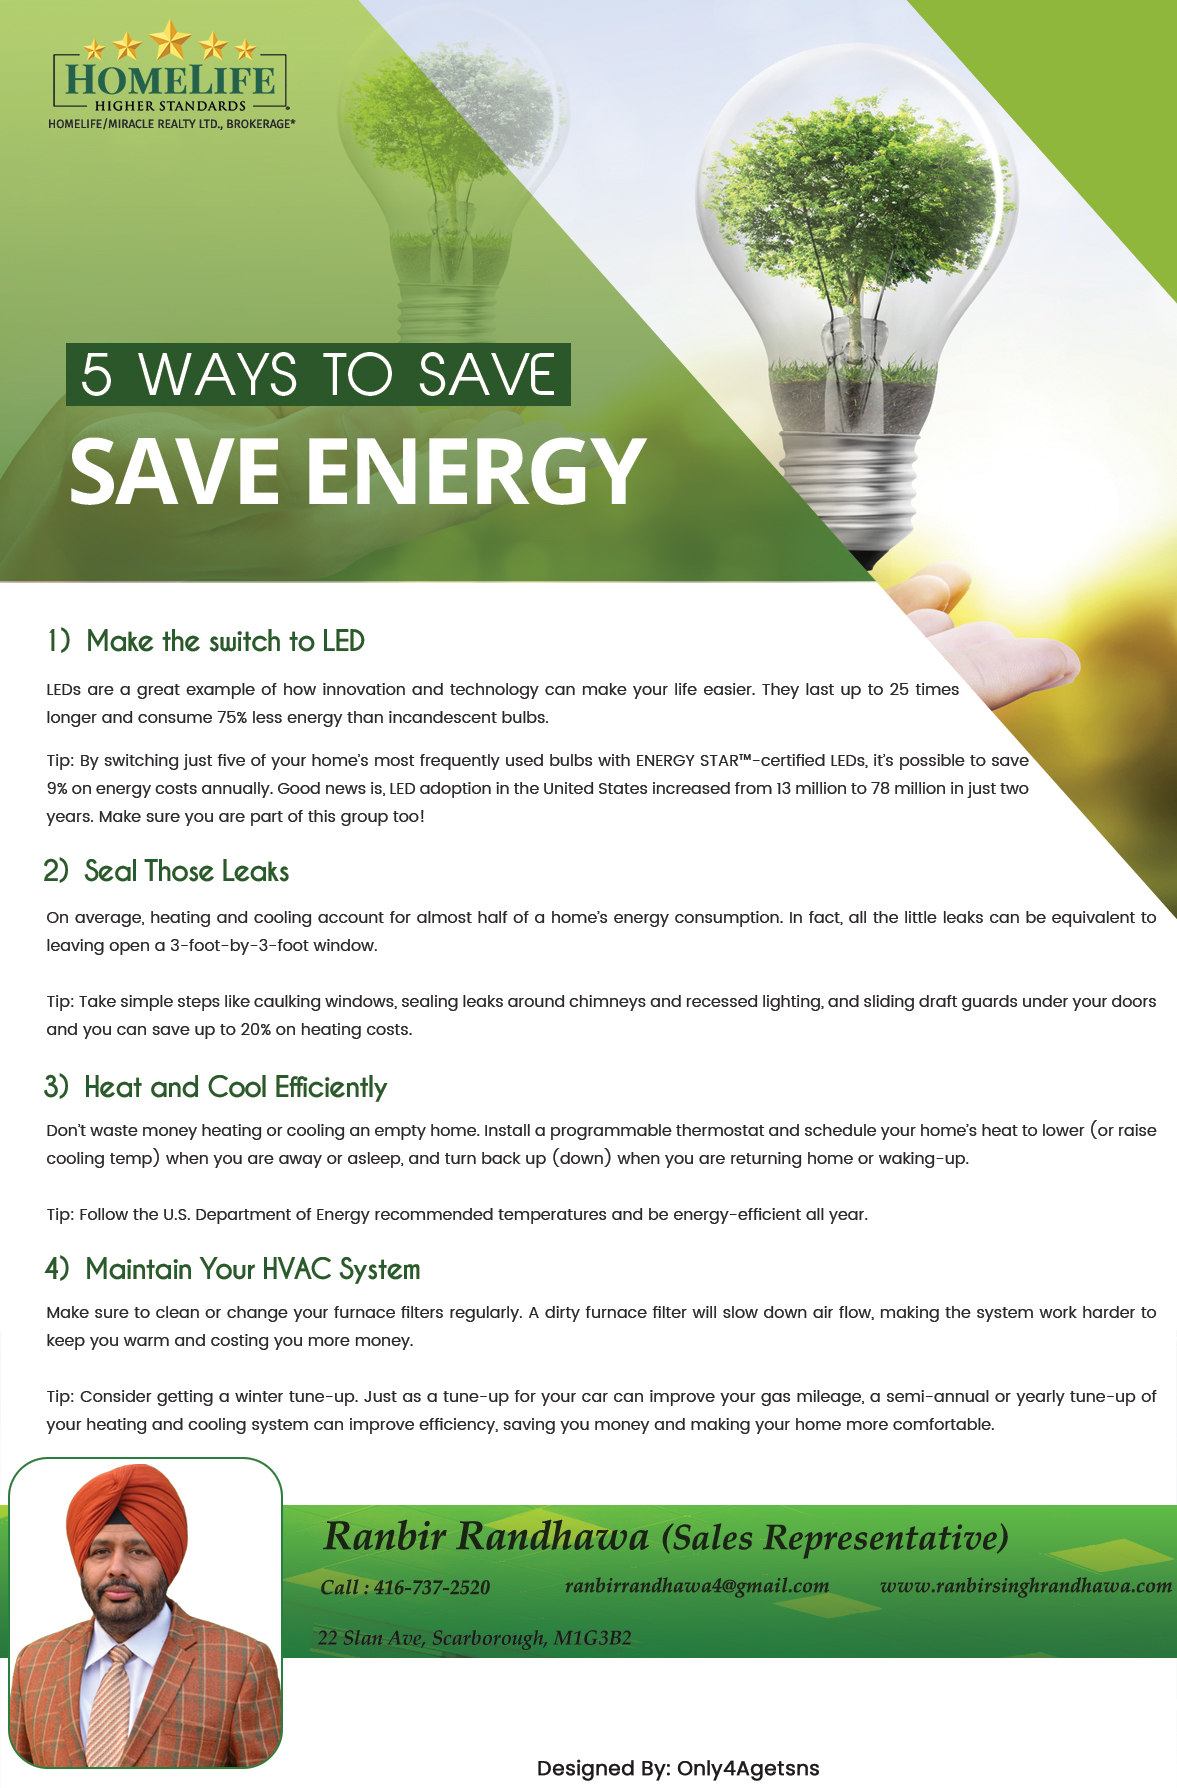 HOMELIFE
HIGHER STANDARDS
HOMELIFE/MIRACLE REALTY LTD., BROKERAGE*
5 WAYS TO SAVE
SAVE ENERGY
1) Make the switch to LED
LEDs are a great example of how innovation and technology can make your life easier. They last up to 25 times
longer and consume 75% less energy than incandescent bulbs.
Tip: By switching just five of your home's most frequently used bulbs with ENERGY STAR™-certified LEDs, it's possible to save
9% on energy costs annually. Good news is, LED adoption in the United States increased from 13 million to 78 million in just two
years. Make sure you are part of this group too!
2) Seal Those Leaks
On average, heating and cooling account for almost half of a home's energy consumption. In fact, all the little leaks can be equivalent to
leaving open a 3-foot-by-3-foot window.
Tip: Take simple steps like caulking windows, sealing leaks around chimneys and recessed lighting, and sliding draft guards under your doors
and you can save up to 20% on heating costs.
3) Heat and Cool Efficiently
Don't waste money heating or cooling an empty home. Install a programmable thermostat and schedule your home's heat to lower (or raise
cooling temp) when you are away or asleep, and turn back up (down) when you are returning home or waking-up.
Tip: Follow the U.S. Department of Energy recommended temperatures and be energy-efficient all year.
4) Maintain Your HVAC System
Make sure to clean or change your furnace filters regularly. A dirty furnace filter will slow down air flow, making the system work harder to
keep you warm and costing you more money.
Tip: Consider getting a winter tune-up. Just as a tune-up for your car can improve your gas mileage, a semi-annual or yearly tune-up of
your heating and cooling system can improve efficiency, saving you money and making your home more comfortable.
Ranbir Randhawa (Sales Representative)
Call : 416-737-2520 ranbirrandhawa4@gmail.com www.ranbirsinghrandhawa.com
22 Slan Ave, Scarborough, M1G3B2
Designed By: Only4Agetsns